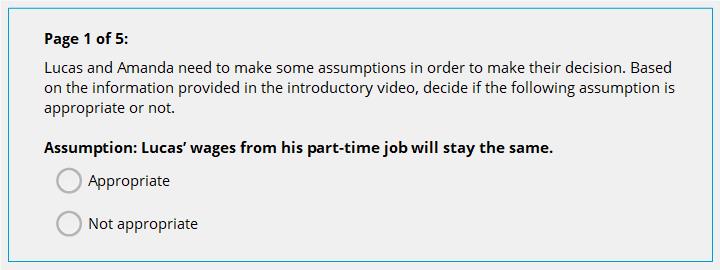 Page 1 of 5:
Lucas and Amanda need to make some assumptions in order to make their decision. Based
on the information provided in the introductory video, decide if the following assumption is
appropriate or not.
Assumption: Lucas’ wages from his part-time job will stay the same.
Appropriate
Not appropriate